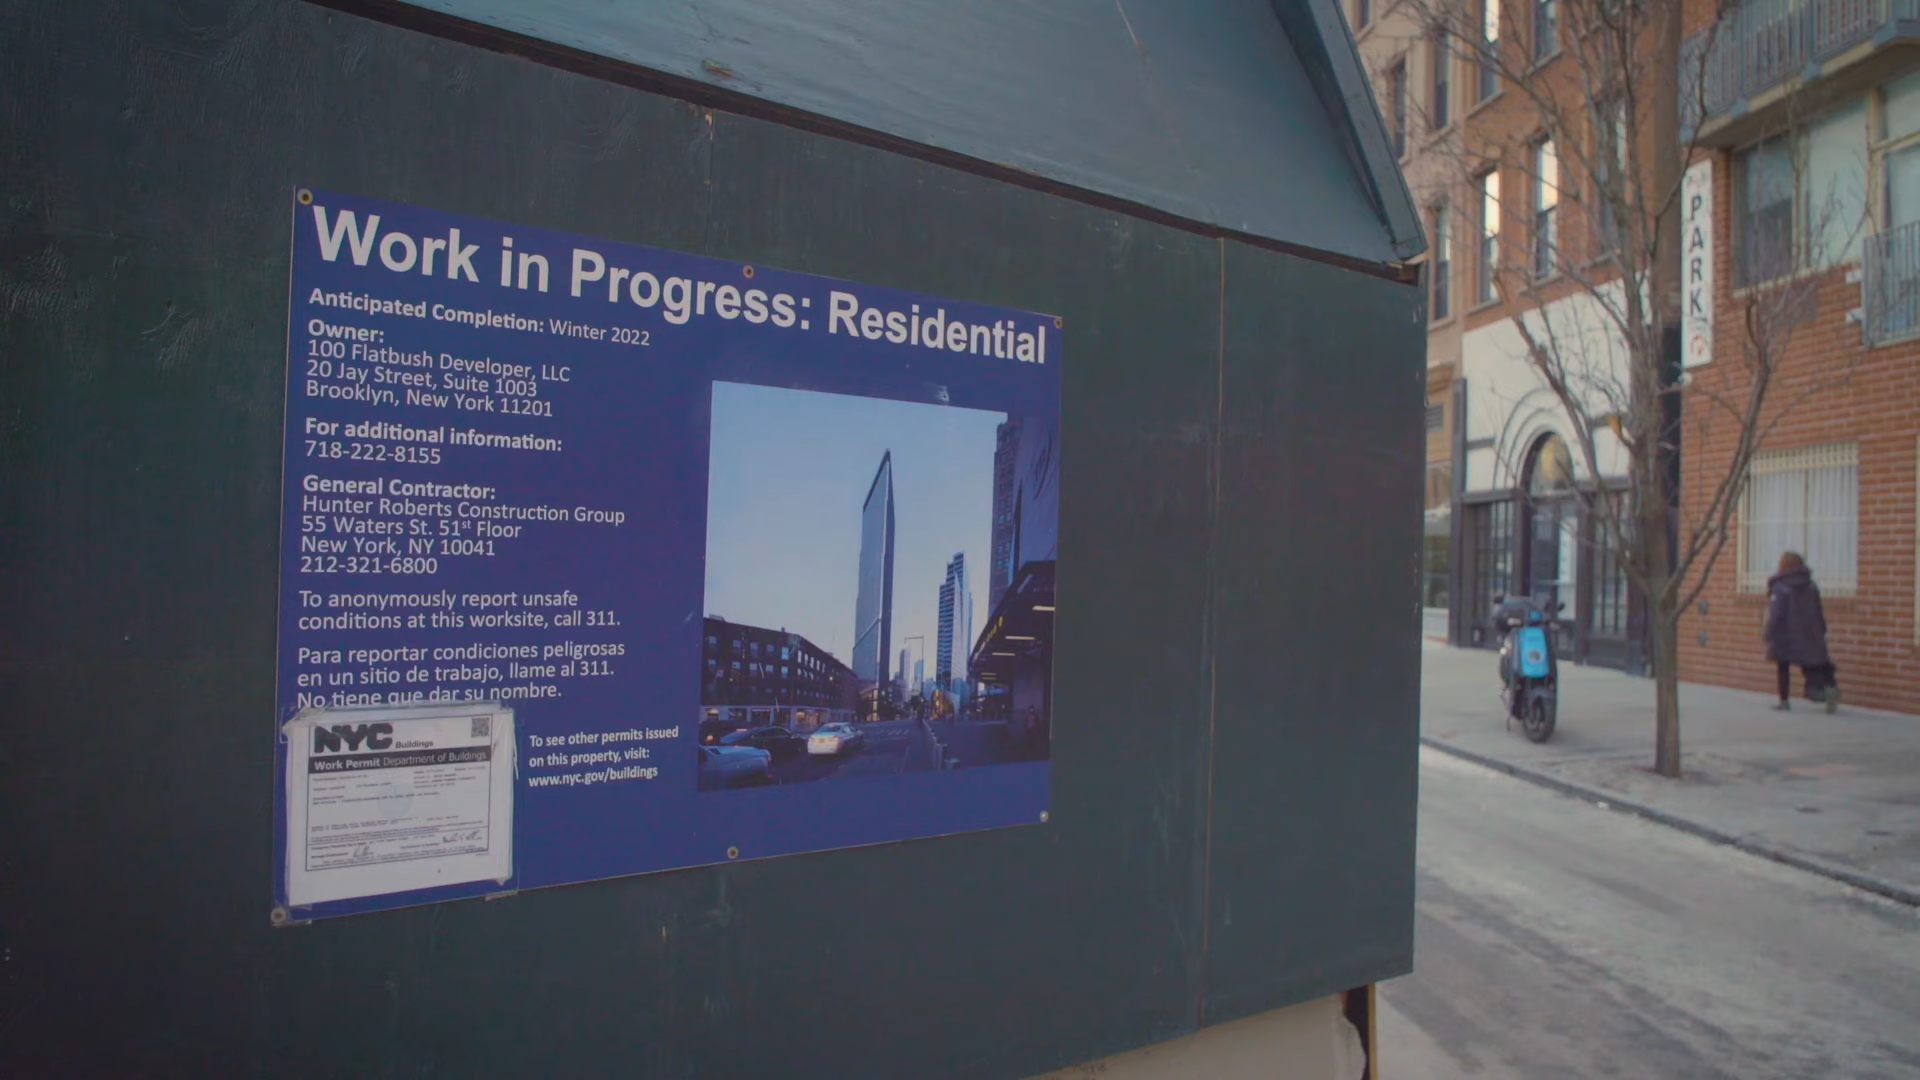 Work in Progress: Residential
Anticipated Completion: Winter 2022
Owner:
100 Flatbush Developer, LLC
20 Jay Street, Suite 1003
Brooklyn, New York 11201
For additional information:
718-222-8155
General Contractor:
Hunter Roberts Construction Group
55 Waters St. 51st Floor
New York, NY 10041
212-321-6800
To anonymously report unsafe
conditions at this worksite, call 311.
Para reportar condiciones peligrosas
en un sitio de trabajo, llame al 311.
No tiene que dar su nombre.
NYC Buildings
Work Permit Department of Buildings
To see other permits issued
on this property, visit:
www.nyc.gov/buildings
PARK